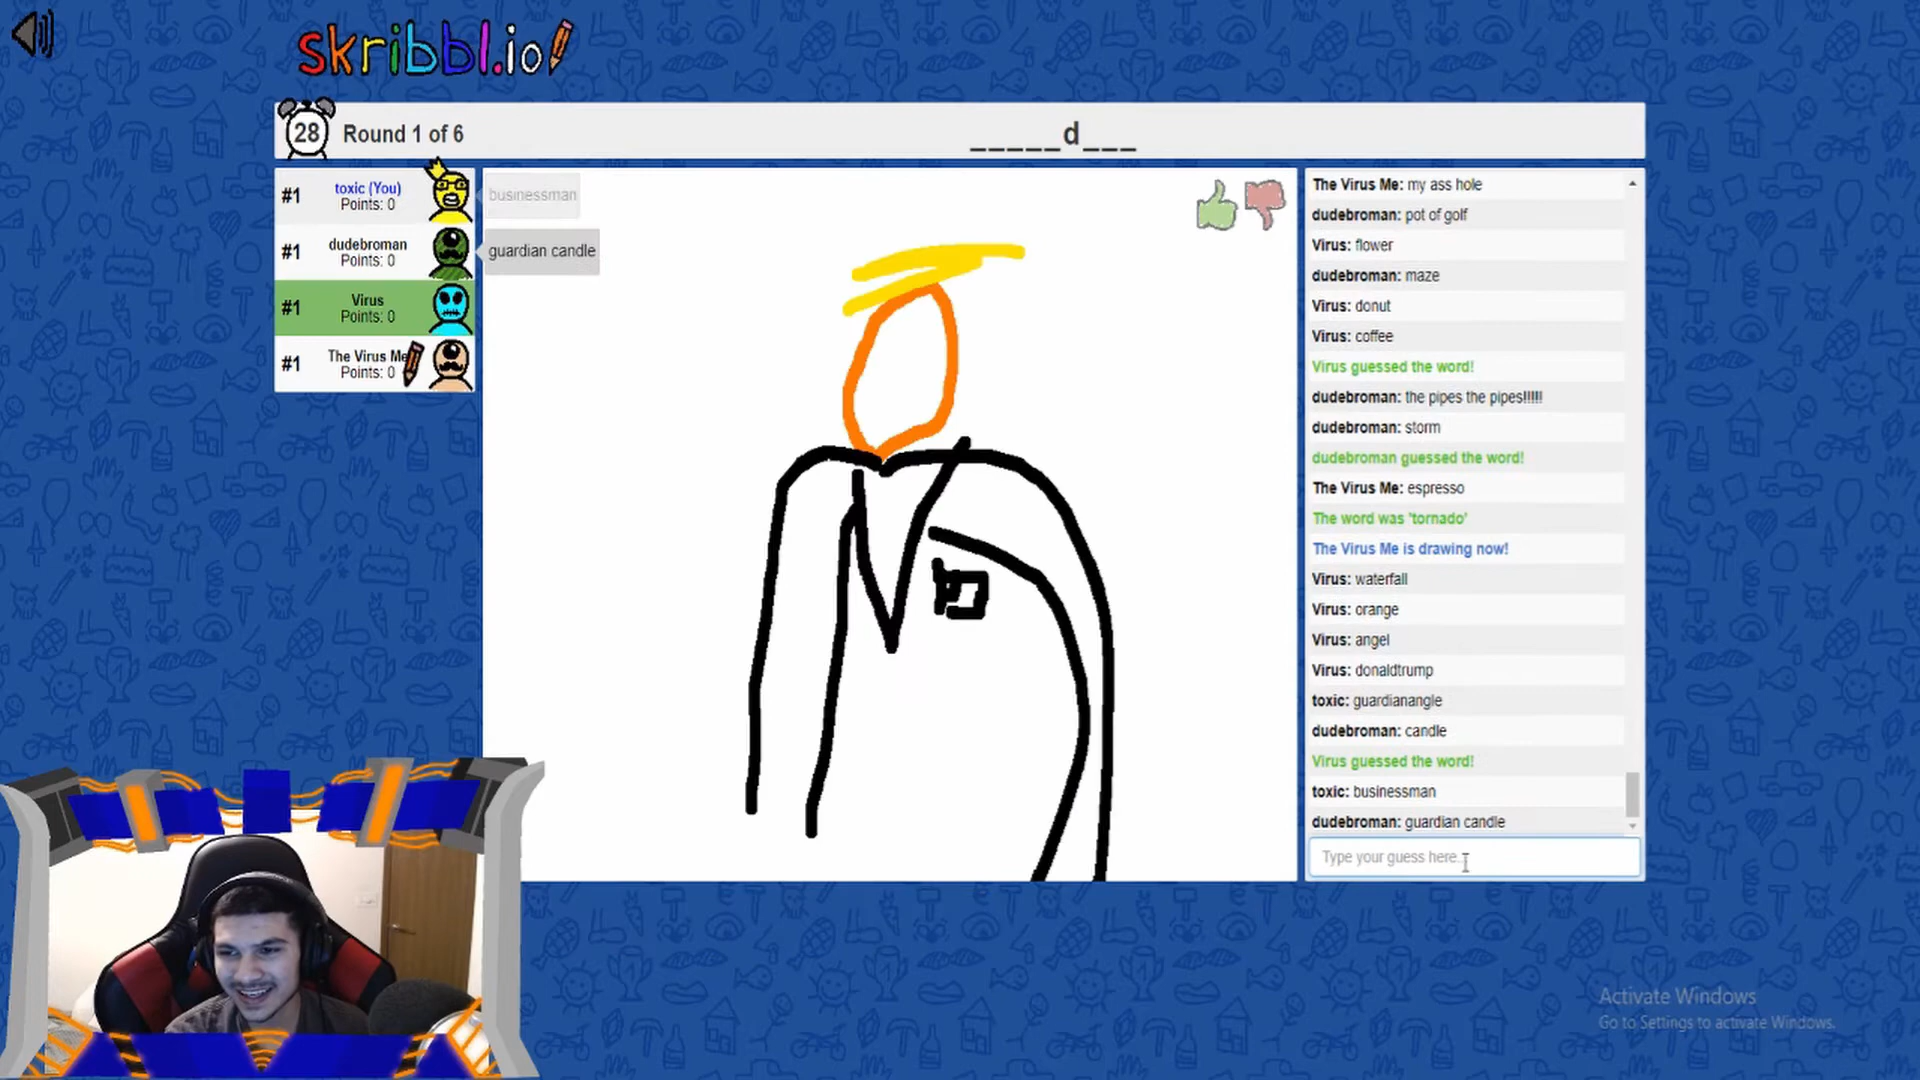 skribbl.io
28
Round 1 of 6
_____d___
#1
toxic (You)
Points: 0
#1
dudebroman
Points: 0
#1
Virus
Points: 0
#1
The Virus Me
Points: 0
businessman
guardian candle
The Virus Me: my ass hole
dudebroman: pot of golf
Virus: flower
dudebroman: maze
Virus: donut
Virus: coffee
Virus guessed the word!
dudebroman: the pipes the pipes!!!!!
dudebroman: storm
dudebroman guessed the word!
The Virus Me: espresso
The word was 'tornado'
The Virus Me is drawing now!
Virus: waterfall
Virus: orange
Virus: angel
Virus: donaldtrump
toxic: guardianangle
dudebroman: candle
Virus guessed the word!
toxic: businessman
dudebroman: guardian candle
Type your guess here...
Activate Windows
Go to Settings to activate Windows.